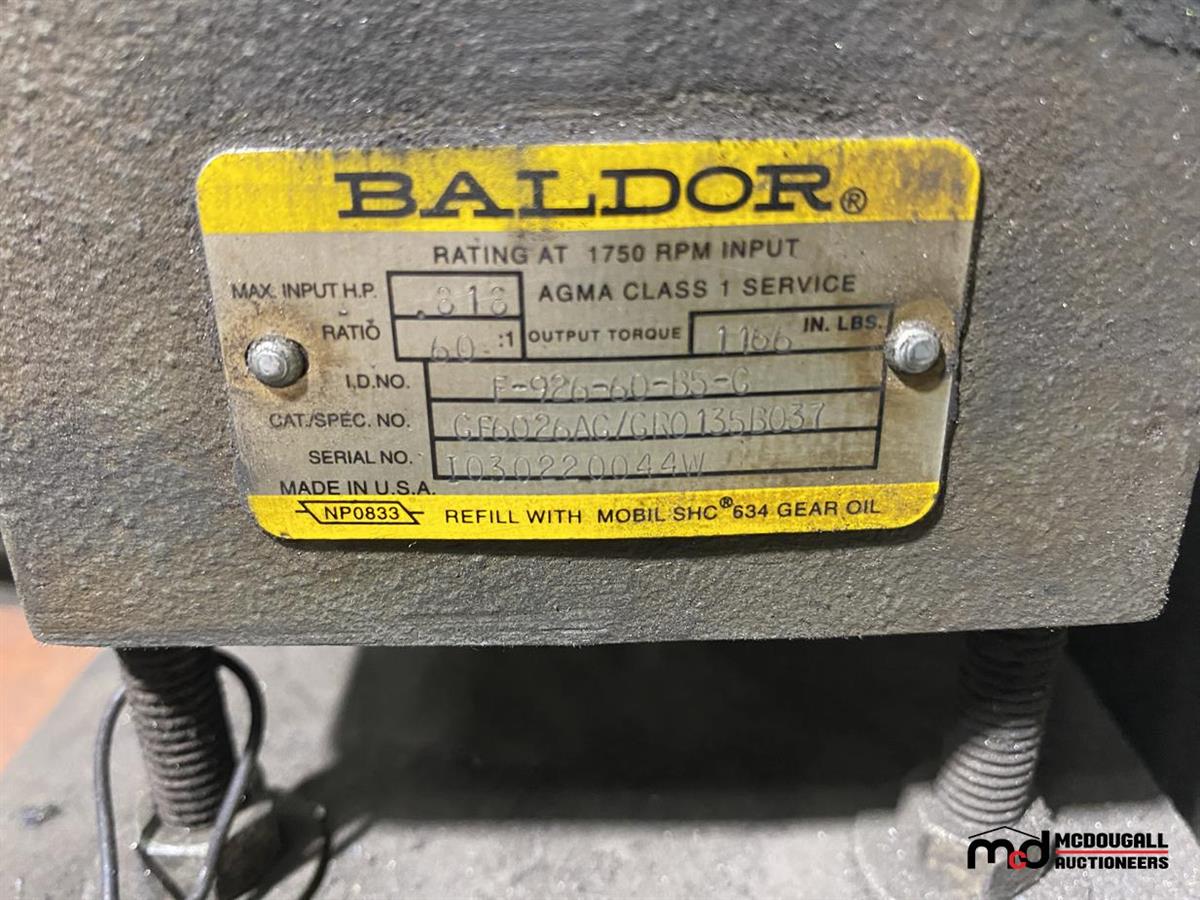 BALDOR®
RATING AT 1750 RPM INPUT
MAX. INPUT H.P. .818 AGMA CLASS 1 SERVICE
RATIO 60 :1 OUTPUT TORQUE 1166 IN. LBS.
I.D.NO. F-926-60-B5-G
CAT./SPEC. NO. GF6026AG/GR0135B037
SERIAL NO. I030220044W
MADE IN U.S.A.
NP0833 REFILL WITH MOBIL SHC®634 GEAR OIL
mcd MCDOUGALL
AUCTIONEERS